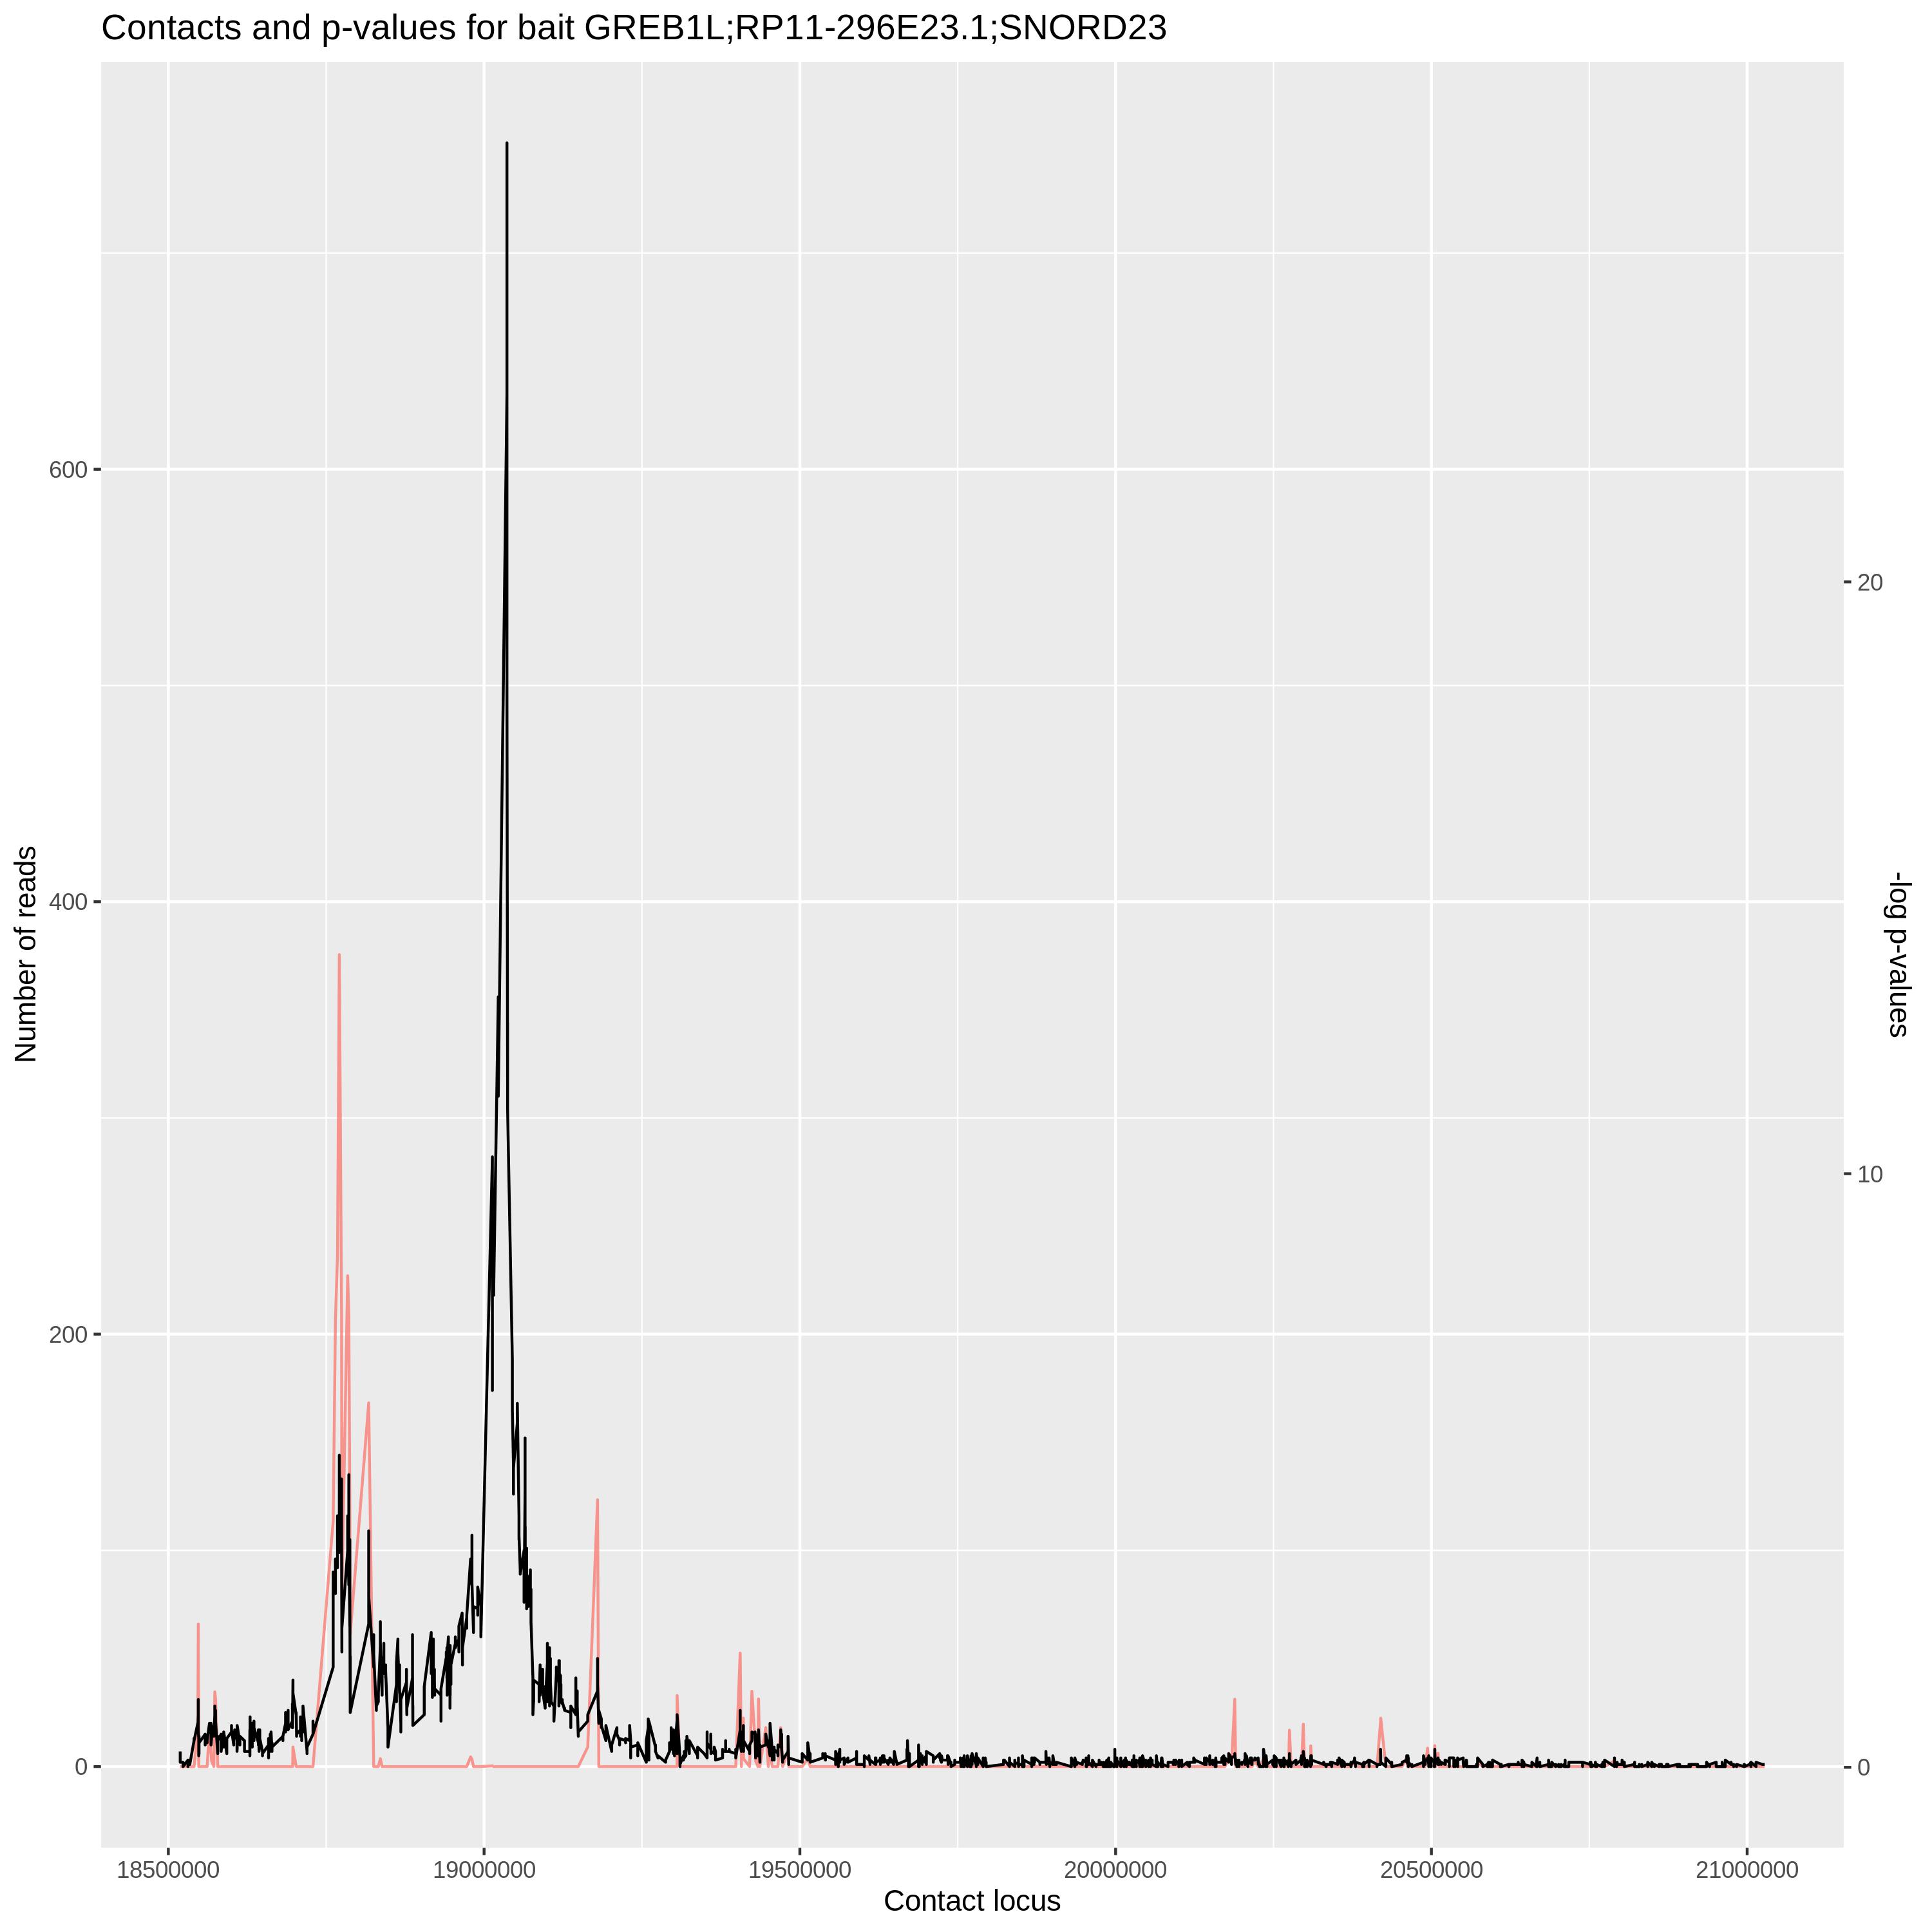 Contacts and p-values for bait GREB1L;RP11-296E23.1;SNORD23
600
400
200
0
Number of reads
20
10
0
-log p-values
18500000 19000000 19500000 20000000 20500000 21000000
Contact locus